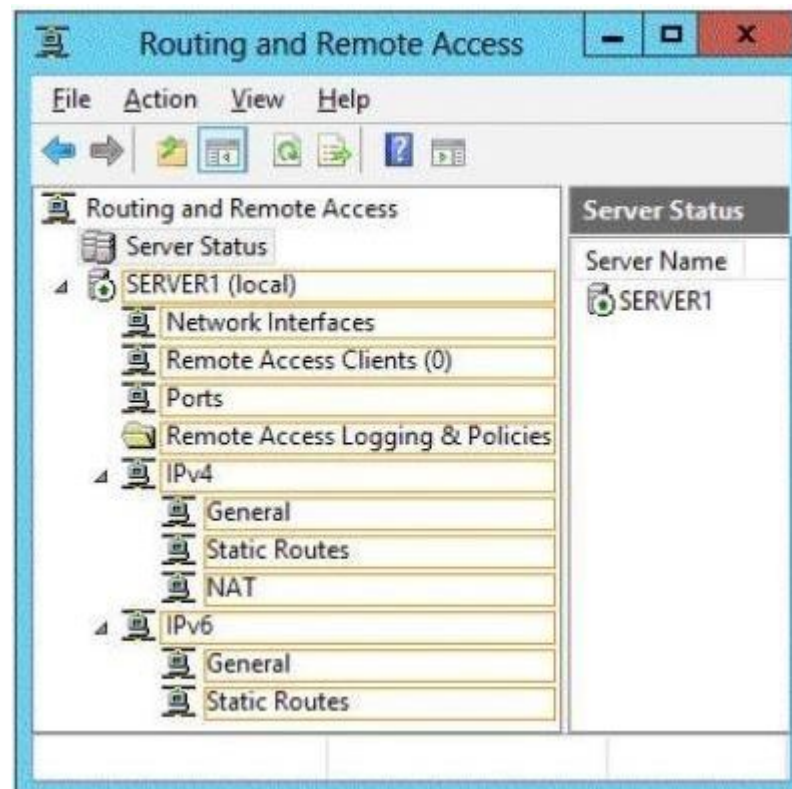 Routing and Remote Access
File Action View Help
Routing and Remote Access
Server Status
SERVER1 (local)
Network Interfaces
Remote Access Clients (0)
Ports
Remote Access Logging & Policies
IPv4
General
Static Routes
NAT
IPv6
General
Static Routes
Server Status
Server Name
SERVER1